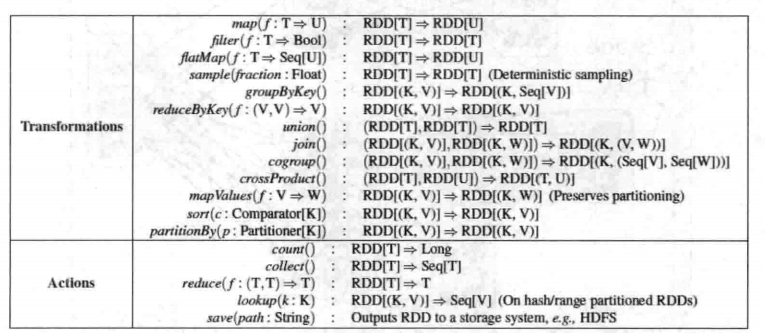 Transformations
map(f : T ⇒ U) : RDD[T] ⇒ RDD[U]
filter(f : T ⇒ Bool) : RDD[T] ⇒ RDD[T]
flatMap(f : T ⇒ Seq[U]) : RDD[T] ⇒ RDD[U]
sample(fraction : Float) : RDD[T] ⇒ RDD[T] (Deterministic sampling)
groupByKey() : RDD[(K, V)] ⇒ RDD[(K, Seq[V])]
reduceByKey(f : (V,V) ⇒ V) : RDD[(K, V)] ⇒ RDD[(K, V)]
union() : (RDD[T],RDD[T]) ⇒ RDD[T]
join() : (RDD[(K, V)],RDD[(K, W)]) ⇒ RDD[(K, (V, W))]
cogroup() : (RDD[(K, V)],RDD[(K, W)]) ⇒ RDD[(K, (Seq[V], Seq[W]))]
crossProduct() : (RDD[T],RDD[U]) ⇒ RDD[(T, U)]
mapValues(f : V ⇒ W) : RDD[(K, V)] ⇒ RDD[(K, W)] (Preserves partitioning)
sort(c : Comparator[K]) : RDD[(K, V)] ⇒ RDD[(K, V)]
partitionBy(p : Partitioner[K]) : RDD[(K, V)] ⇒ RDD[(K, V)]
Actions
count() : RDD[T] ⇒ Long
collect() : RDD[T] ⇒ Seq[T]
reduce(f : (T,T) ⇒ T) : RDD[T] ⇒ T
lookup(k : K) : RDD[(K, V)] ⇒ Seq[V] (On hash/range partitioned RDDs)
save(path : String) : Outputs RDD to a storage system, e.g., HDFS